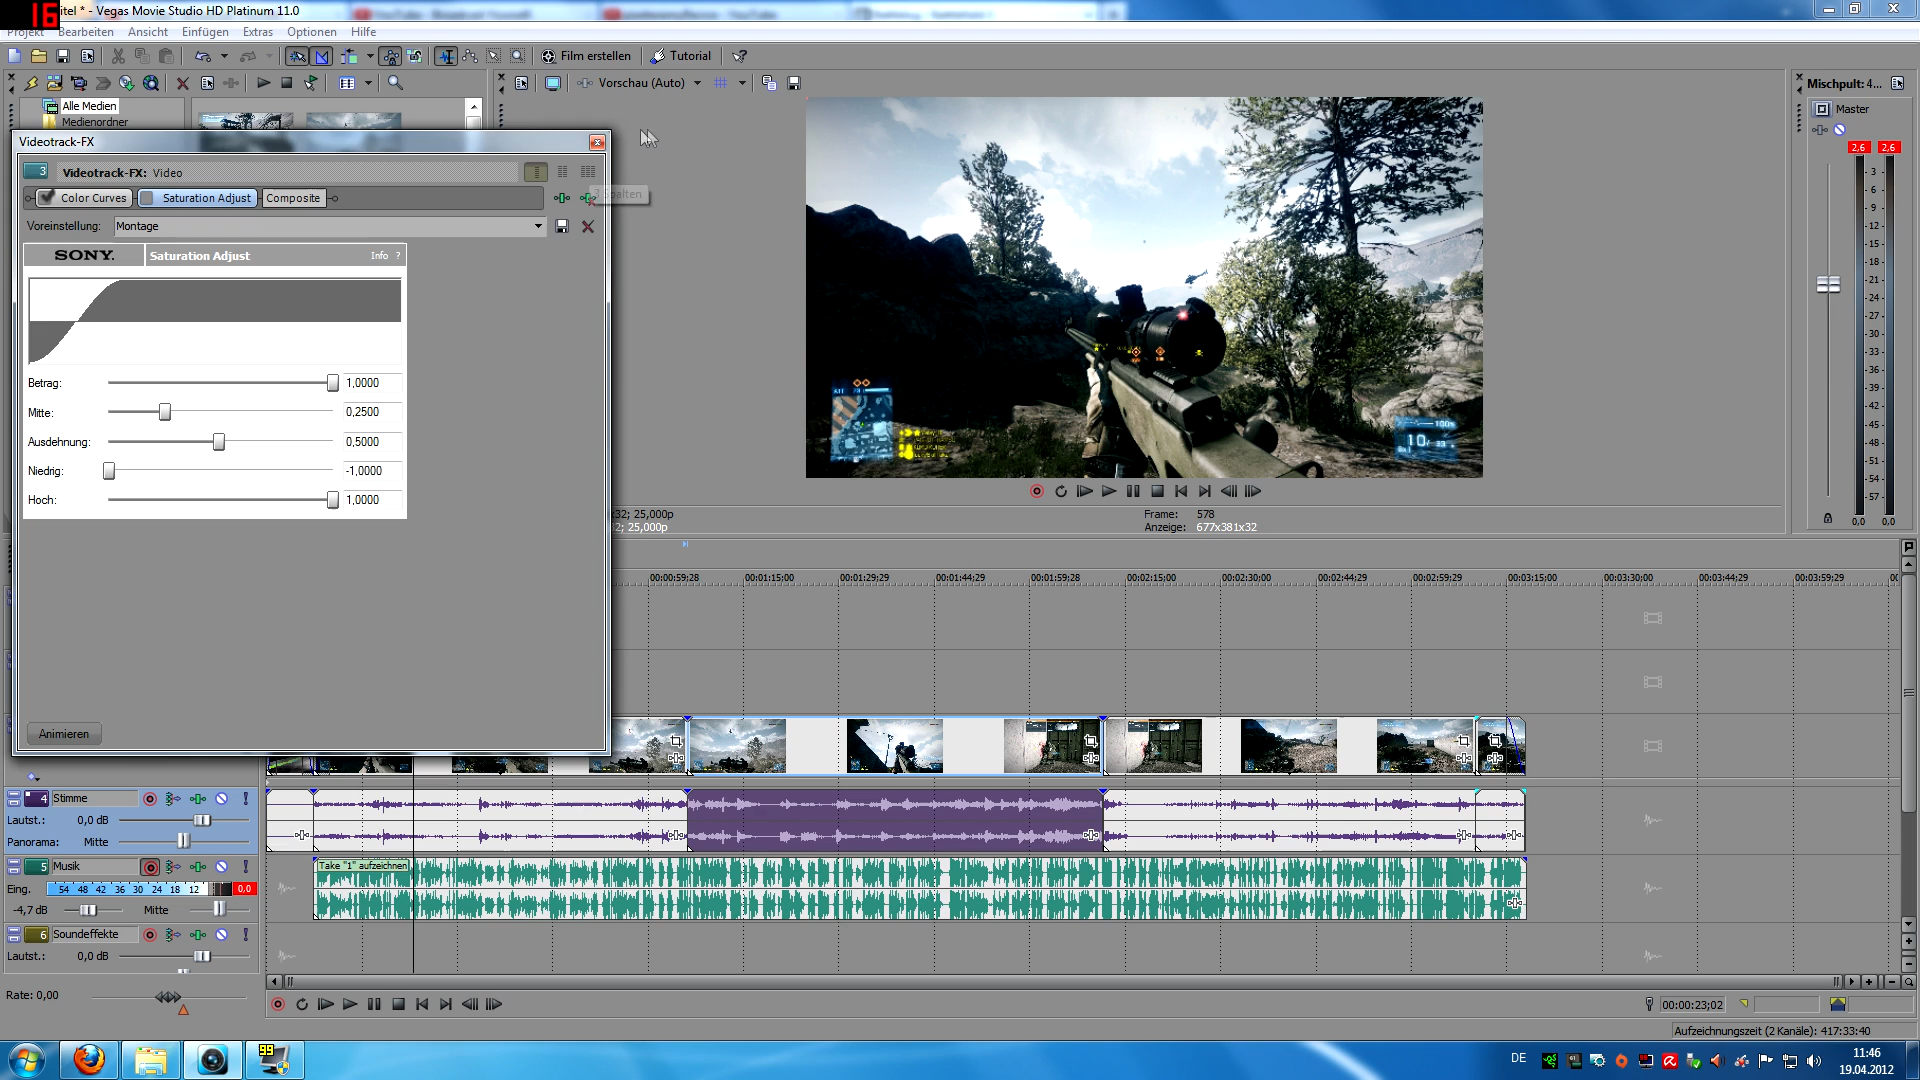 16
itel * - Vegas Movie Studio HD Platinum 11.0
Projekt Bearbeiten Ansicht Einfügen Extras Optionen Hilfe
Film erstellen Tutorial
Vorschau (Auto)
Mischpult: 4...
Alle Medien
Medienordner
Master
Videotrack-FX
3 Videotrack-FX: Video
Color Curves Saturation Adjust Composite
3 Spalten
Voreinstellung: Montage
SONY. Saturation Adjust Info ?
Betrag: 1,0000
Mitte: 0,2500
Ausdehnung: 0,5000
Niedrig: -1,0000
Hoch: 1,0000
Animieren
2,6 2,6
3
6
9
12
15
18
21
24
27
30
33
36
39
42
45
48
51
54
57
0,0 0,0
32; 25,000p
2; 25,000p
Frame: 578
Anzeige: 677x381x32
00:00:59;28 00:01:15;00 00:01:29;29 00:01:44;29 00:01:59;28 00:02:15;00 00:02:30;00 00:02:44;29 00:02:59;29 00:03:15;00 00:03:30;00 00:03:44;29 00:03:59;29
4 Stimme
Lautst.: 0,0 dB
Panorama: Mitte
5 Musik
Eing. 54 48 42 36 30 24 18 12 0,0
-4,7 dB Mitte
Take "1" aufzeichnen
6 Soundeffekte
Lautst.: 0,0 dB
Rate: 0,00
00:00:23;02
Aufzeichnungszeit (2 Kanäle): 417:33:40
99
DE
11:46
19.04.2012